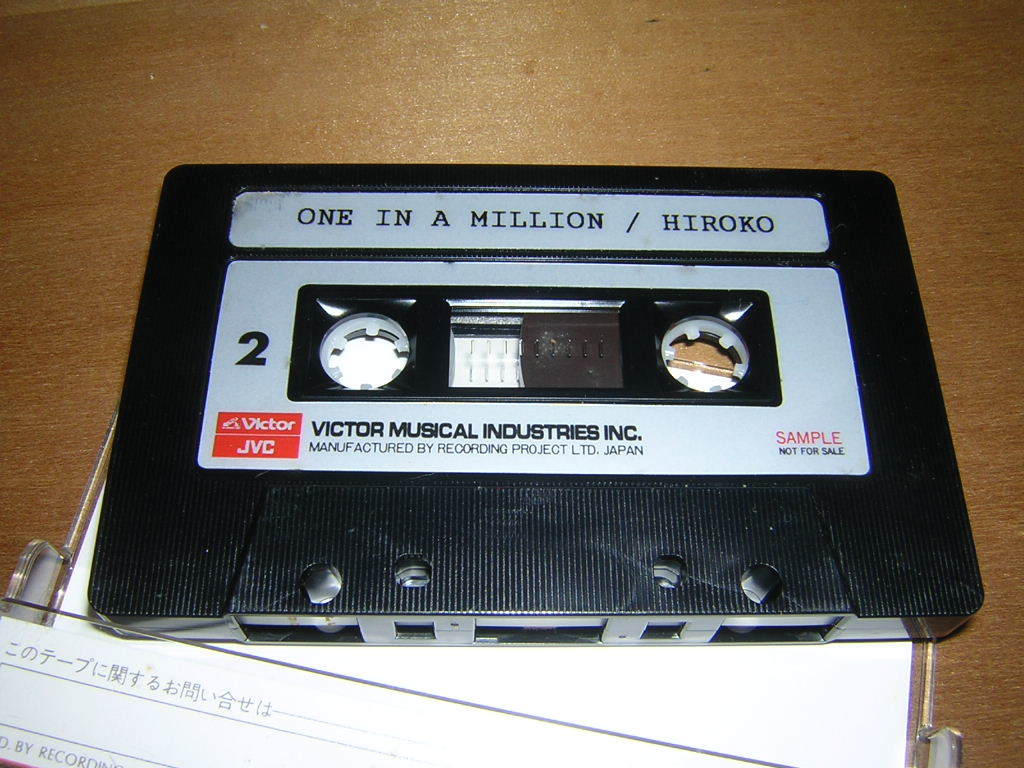 ONE IN A MILLION / HIROKO
2
Victor
JVC
VICTOR MUSICAL INDUSTRIES INC.
MANUFACTURED BY RECORDING PROJECT LTD. JAPAN
SAMPLE
NOT FOR SALE
このテープに関するお問い合せは
D. BY RECORDING